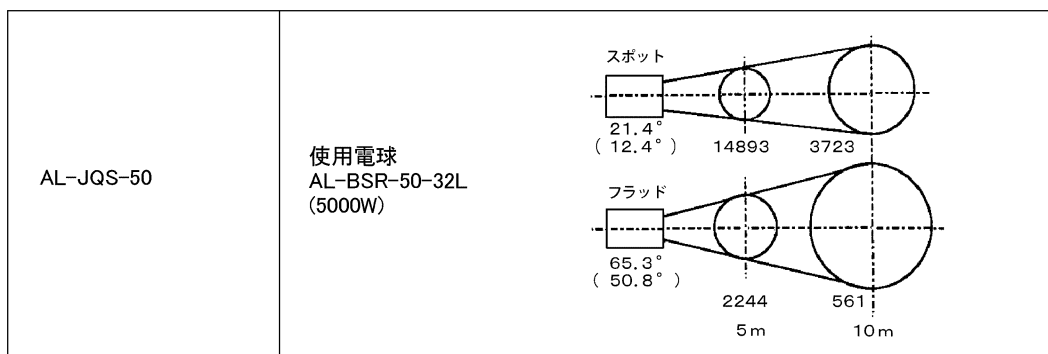 AL-JQS-50
使用電球
AL-BSR-50-32L
(5000W)
スポット
21.4°
( 12.4° )
14893
3723
フラッド
65.3°
( 50.8° )
2244
561
5m
10m